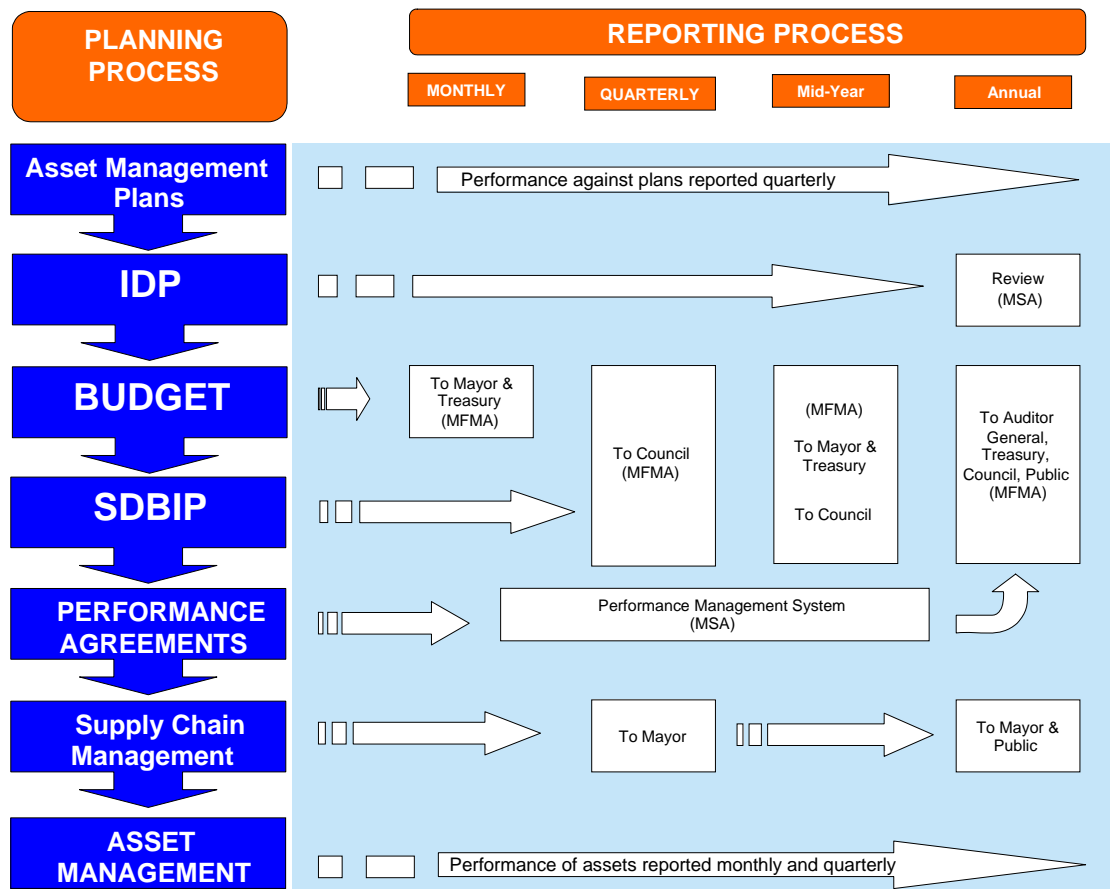 PLANNING
PROCESS
REPORTING PROCESS
MONTHLY
QUARTERLY
Mid-Year
Annual
Asset Management
Plans
Performance against plans reported quarterly
IDP
Review
(MSA)
BUDGET
To Mayor &
Treasury
(MFMA)
To Council
(MFMA)
(MFMA)
To Mayor &
Treasury
To Council
To Auditor
General,
Treasury,
Council, Public
(MFMA)
SDBIP
PERFORMANCE
AGREEMENTS
Performance Management System
(MSA)
Supply Chain
Management
To Mayor
To Mayor &
Public
ASSET
MANAGEMENT
Performance of assets reported monthly and quarterly